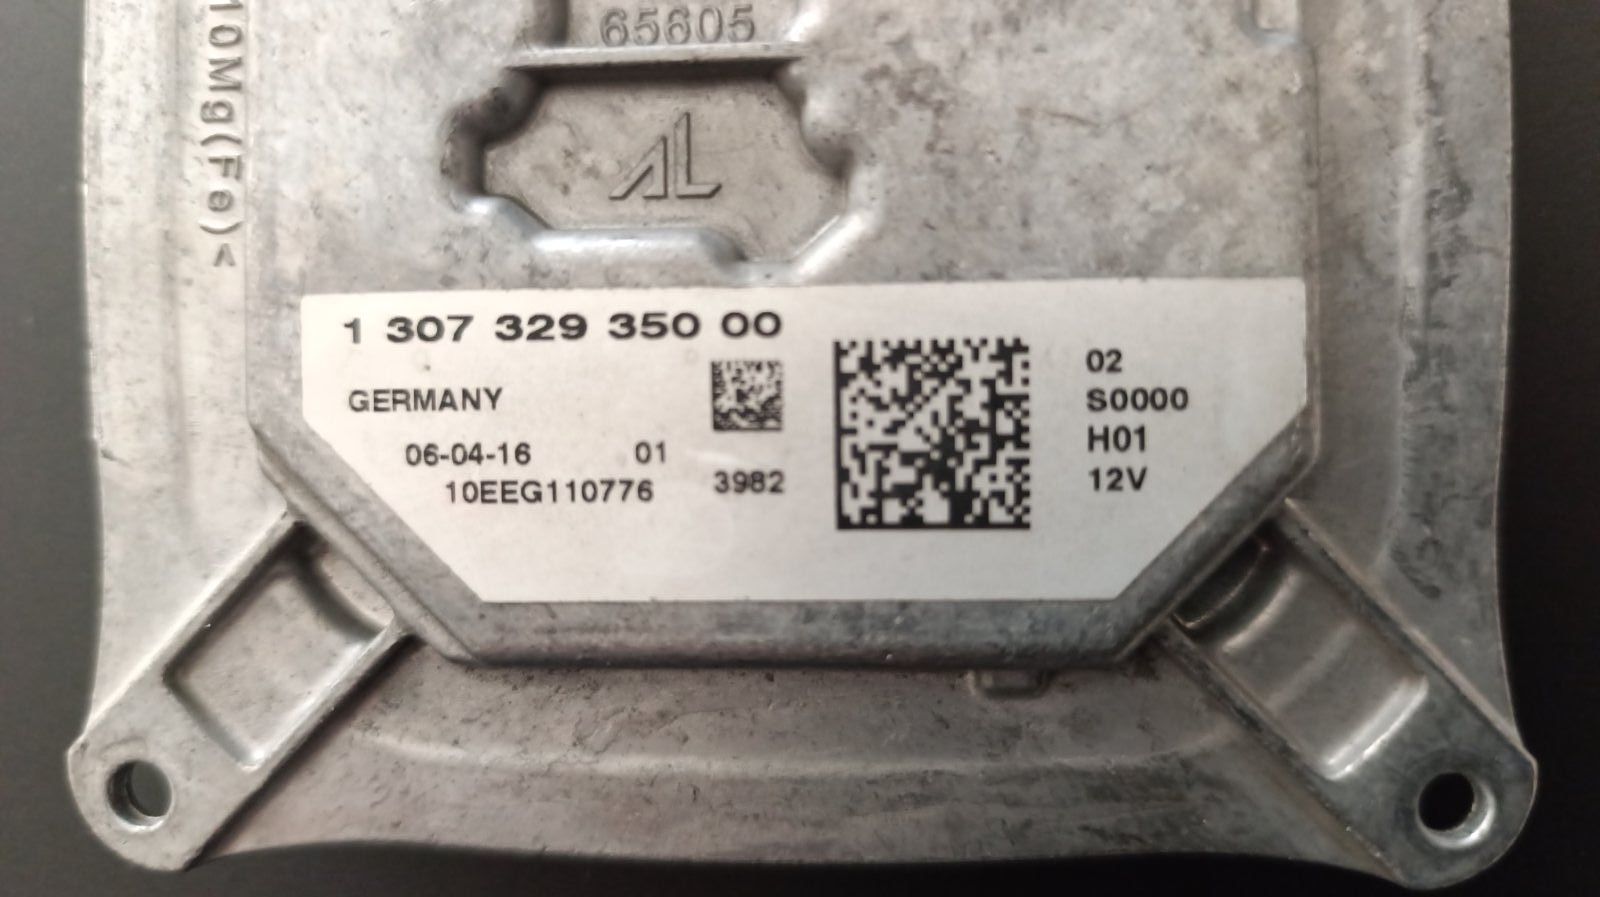 65605
10Mg(Fe)<
AL
1 307 329 350 00
GERMANY
06-04-16 01
10EEG110776 3982
02
S0000
H01
12V